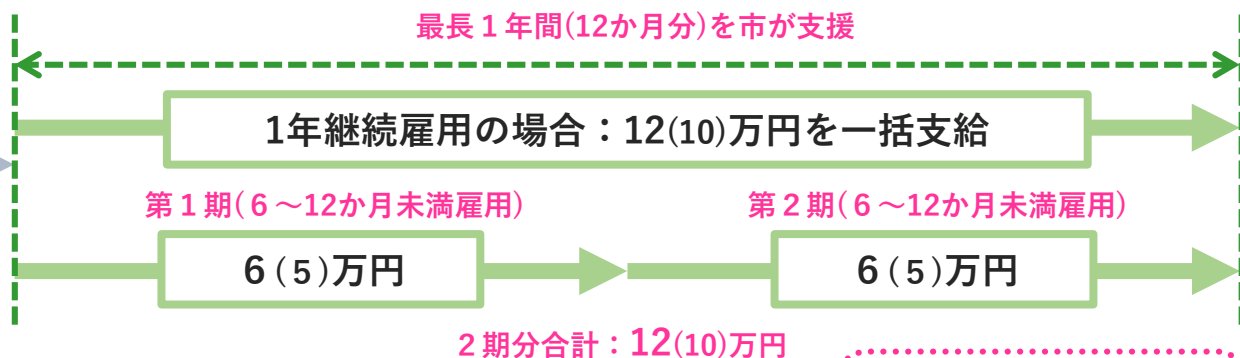 最長１年間(12か月分)を市が支援
1年継続雇用の場合：12(10)万円を一括支給
第１期(６～12か月未満雇用)
第２期(６～12か月未満雇用)
６(５)万円
６(５)万円
２期分合計：12(10)万円